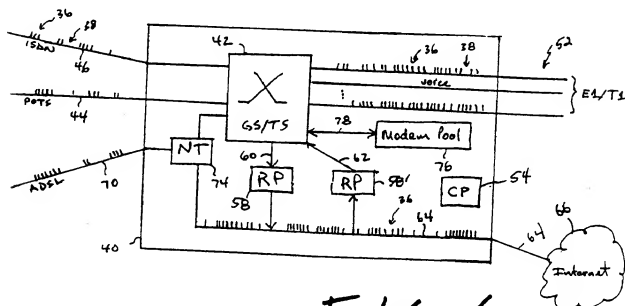 36
38
ISDN
46
42
36
38
52
voice
E1/T1
POTS
44
GS/TS
78
Modem Pool
76
NT
74
60
62
RP
58
RP
58'
CP
54
ADSL
70
36
64
66
64
Internet
40